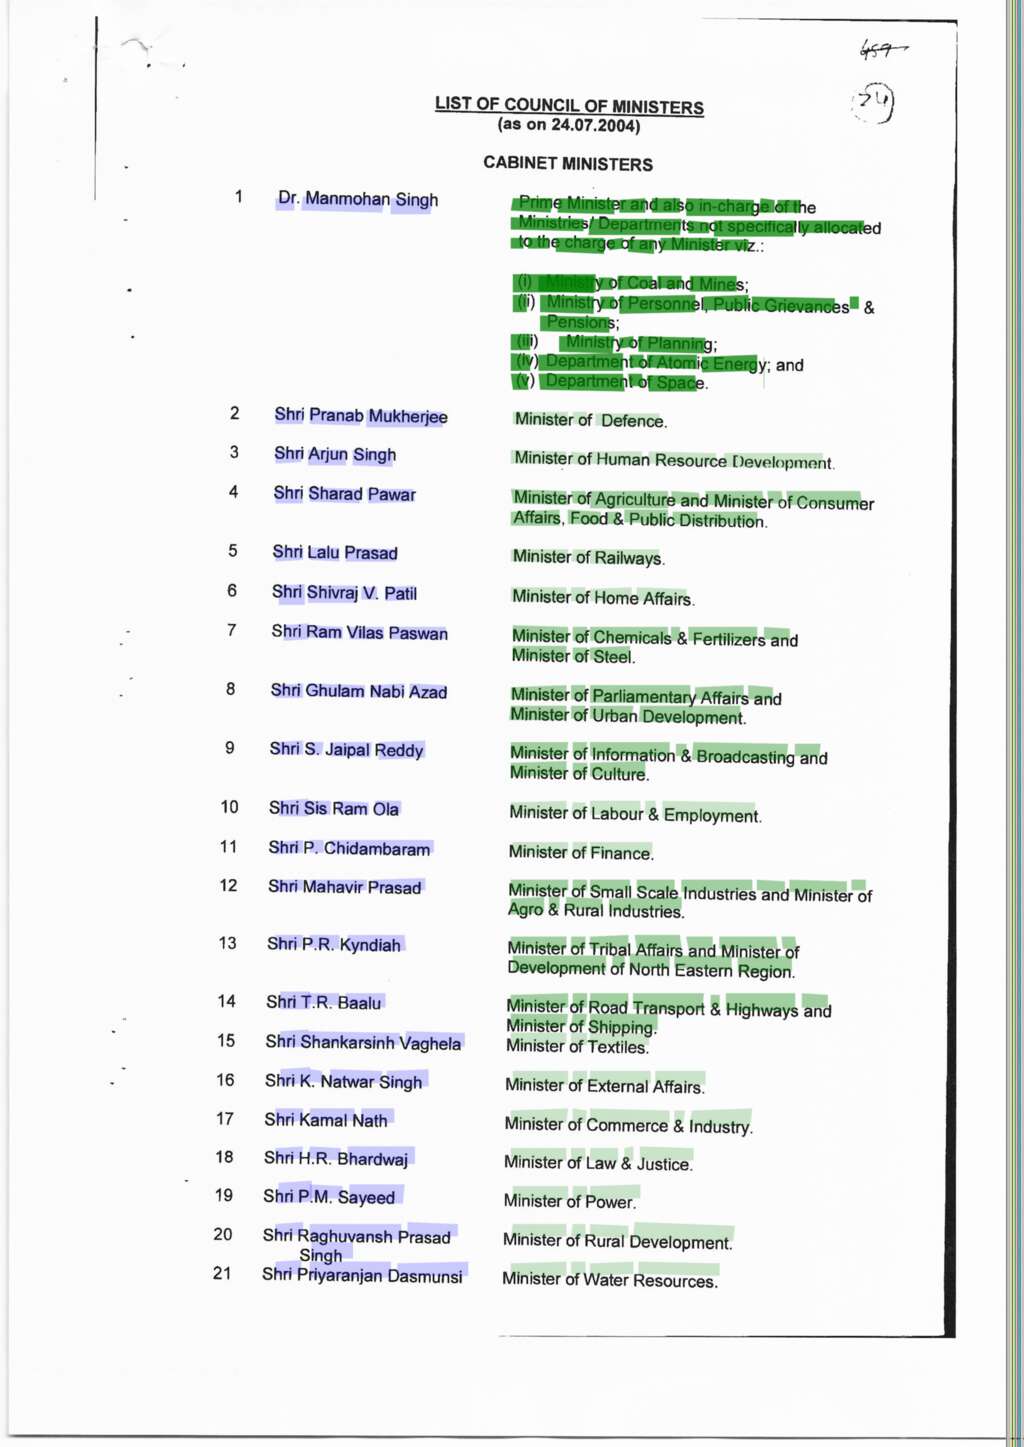 459
24
LIST OF COUNCIL OF MINISTERS
(as on 24.07.2004)
CABINET MINISTERS
1 Dr. Manmohan Singh Prime Minister and also in-charge of the
Ministries/ Departments not specifically allocated
to the charge of any Minister viz.:
(i) Ministry of Coal and Mines;
(ii) Ministry of Personnel, Public Grievances &
Pensions;
(iii) Ministry of Planning;
(iv) Department of Atomic Energy; and
(v) Department of Space.
2 Shri Pranab Mukherjee Minister of Defence.
3 Shri Arjun Singh Minister of Human Resource Development.
4 Shri Sharad Pawar Minister of Agriculture and Minister of Consumer
Affairs, Food & Public Distribution.
5 Shri Lalu Prasad Minister of Railways.
6 Shri Shivraj V. Patil Minister of Home Affairs.
7 Shri Ram Vilas Paswan Minister of Chemicals & Fertilizers and
Minister of Steel.
8 Shri Ghulam Nabi Azad Minister of Parliamentary Affairs and
Minister of Urban Development.
9 Shri S. Jaipal Reddy Minister of Information & Broadcasting and
Minister of Culture.
10 Shri Sis Ram Ola Minister of Labour & Employment.
11 Shri P. Chidambaram Minister of Finance.
12 Shri Mahavir Prasad Minister of Small Scale Industries and Minister of
Agro & Rural Industries.
13 Shri P.R. Kyndiah Minister of Tribal Affairs and Minister of
Development of North Eastern Region.
14 Shri T.R. Baalu Minister of Road Transport & Highways and
Minister of Shipping.
15 Shri Shankarsinh Vaghela Minister of Textiles.
16 Shri K. Natwar Singh Minister of External Affairs.
17 Shri Kamal Nath Minister of Commerce & Industry.
18 Shri H.R. Bhardwaj Minister of Law & Justice.
19 Shri P.M. Sayeed Minister of Power.
20 Shri Raghuvansh Prasad Minister of Rural Development.
Singh
21 Shri Priyaranjan Dasmunsi Minister of Water Resources.